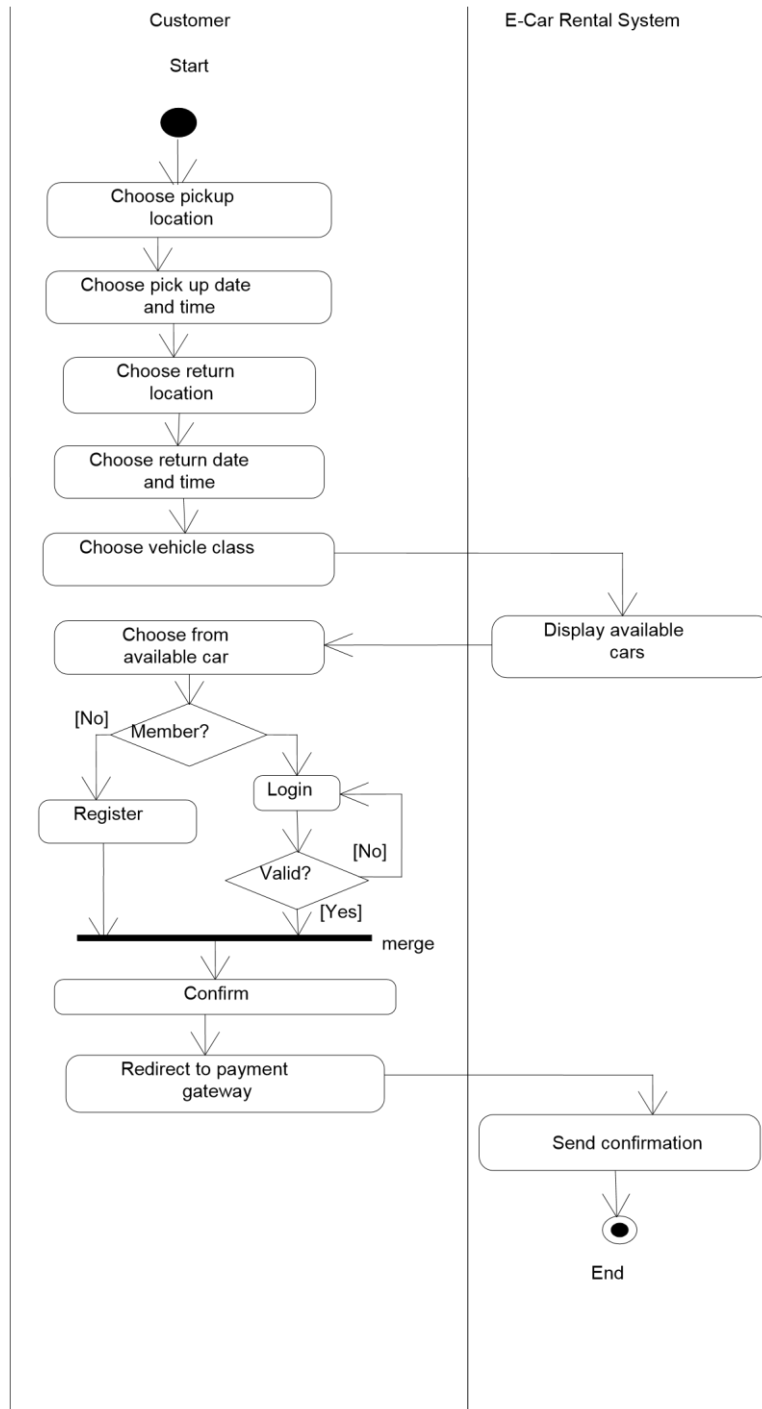 Customer
E-Car Rental System
Start
Choose pickup
location
Choose pick up date
and time
Choose return
location
Choose return date
and time
Choose vehicle class
Choose from
available car
Display available
cars
[No]
Member?
Login
Register
[No]
Valid?
[Yes]
merge
Confirm
Redirect to payment
gateway
Send confirmation
End